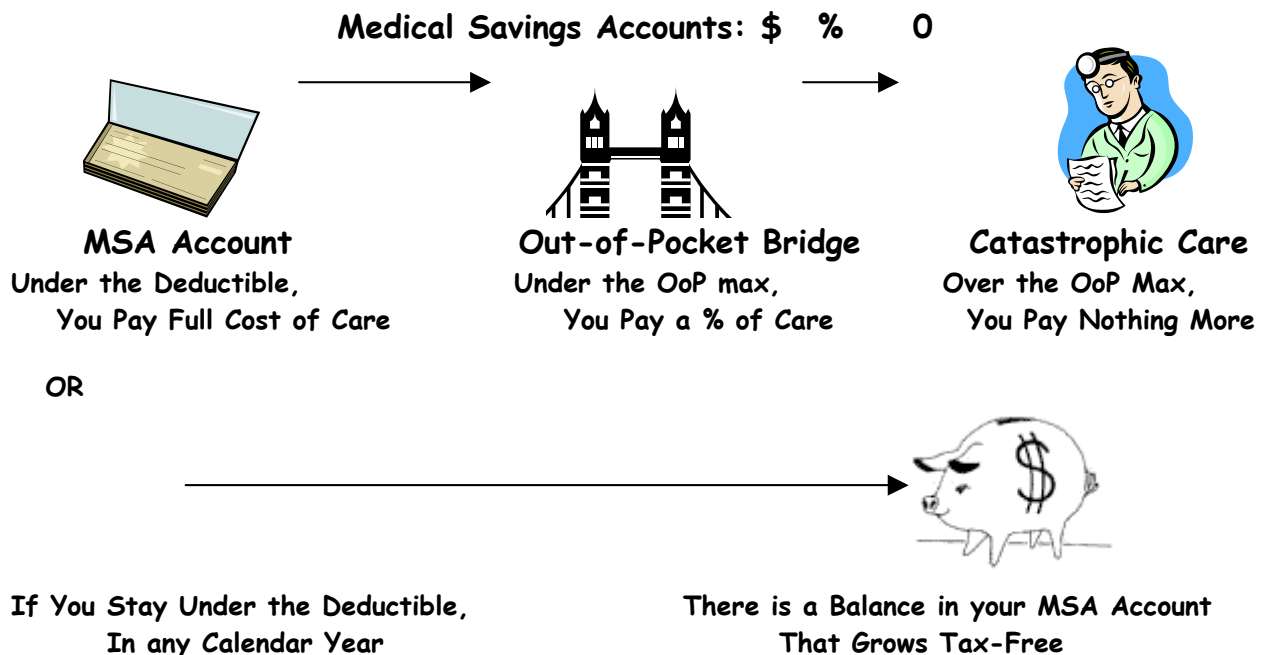 Medical Savings Accounts: $ % 0
MSA Account
Under the Deductible,
You Pay Full Cost of Care
Out-of-Pocket Bridge
Under the OoP max,
You Pay a % of Care
Catastrophic Care
Over the OoP Max,
You Pay Nothing More
OR
$
If You Stay Under the Deductible,
In any Calendar Year
There is a Balance in your MSA Account
That Grows Tax-Free